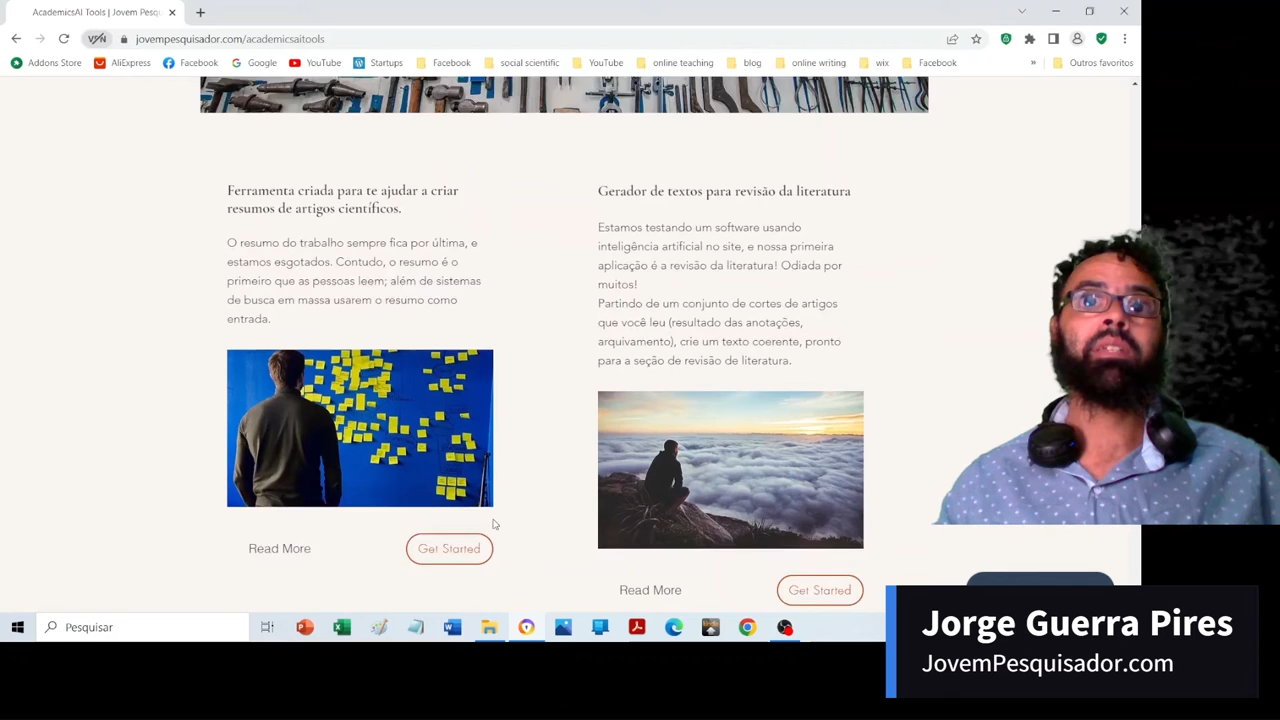 AcademicsAI Tools | Jovem Pesqu
jovempesquisador.com/academicsaitools
VPN
Addons Store
AliExpress
Facebook
Google
YouTube
Startups
Facebook
social scientific
YouTube
online teaching
blog
online writing
wix
Facebook
»
Outros favoritos
Ferramenta criada para te ajudar a criar
resumos de artigos científicos.
O resumo do trabalho sempre fica por última, e
estamos esgotados. Contudo, o resumo é o
primeiro que as pessoas leem; além de sistemas
de busca em massa usarem o resumo como
entrada.
Read More
Get Started
Gerador de textos para revisão da literatura
Estamos testando um software usando
inteligência artificial no site, e nossa primeira
aplicação é a revisão da literatura! Odiada por
muitos!
Partindo de um conjunto de cortes de artigos
que você leu (resultado das anotações,
arquivamento), crie um texto coerente, pronto
para a seção de revisão de literatura.
Read More
Get Started
Pesquisar
Jorge Guerra Pires
JovemPesquisador.com